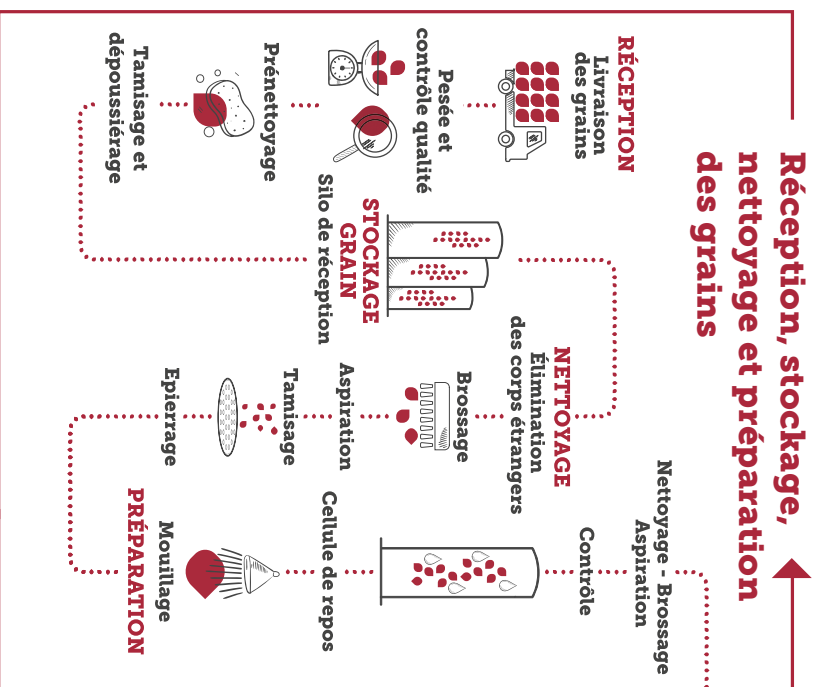 Réception, stockage,
nettoyage et préparation
des grains
RÉCEPTION
Livraison
des grains
Pesée et
contrôle qualité
Prénettoyage
Tamisage et
dépoussiérage
STOCKAGE
GRAIN
Silo de réception
NETTOYAGE
Élimination
des corps étrangers
Brossage
Aspiration
Tamisage
Epierrage
PRÉPARATION
Mouillage
Cellule de repos
Contrôle
Nettoyage - Brossage
Aspiration